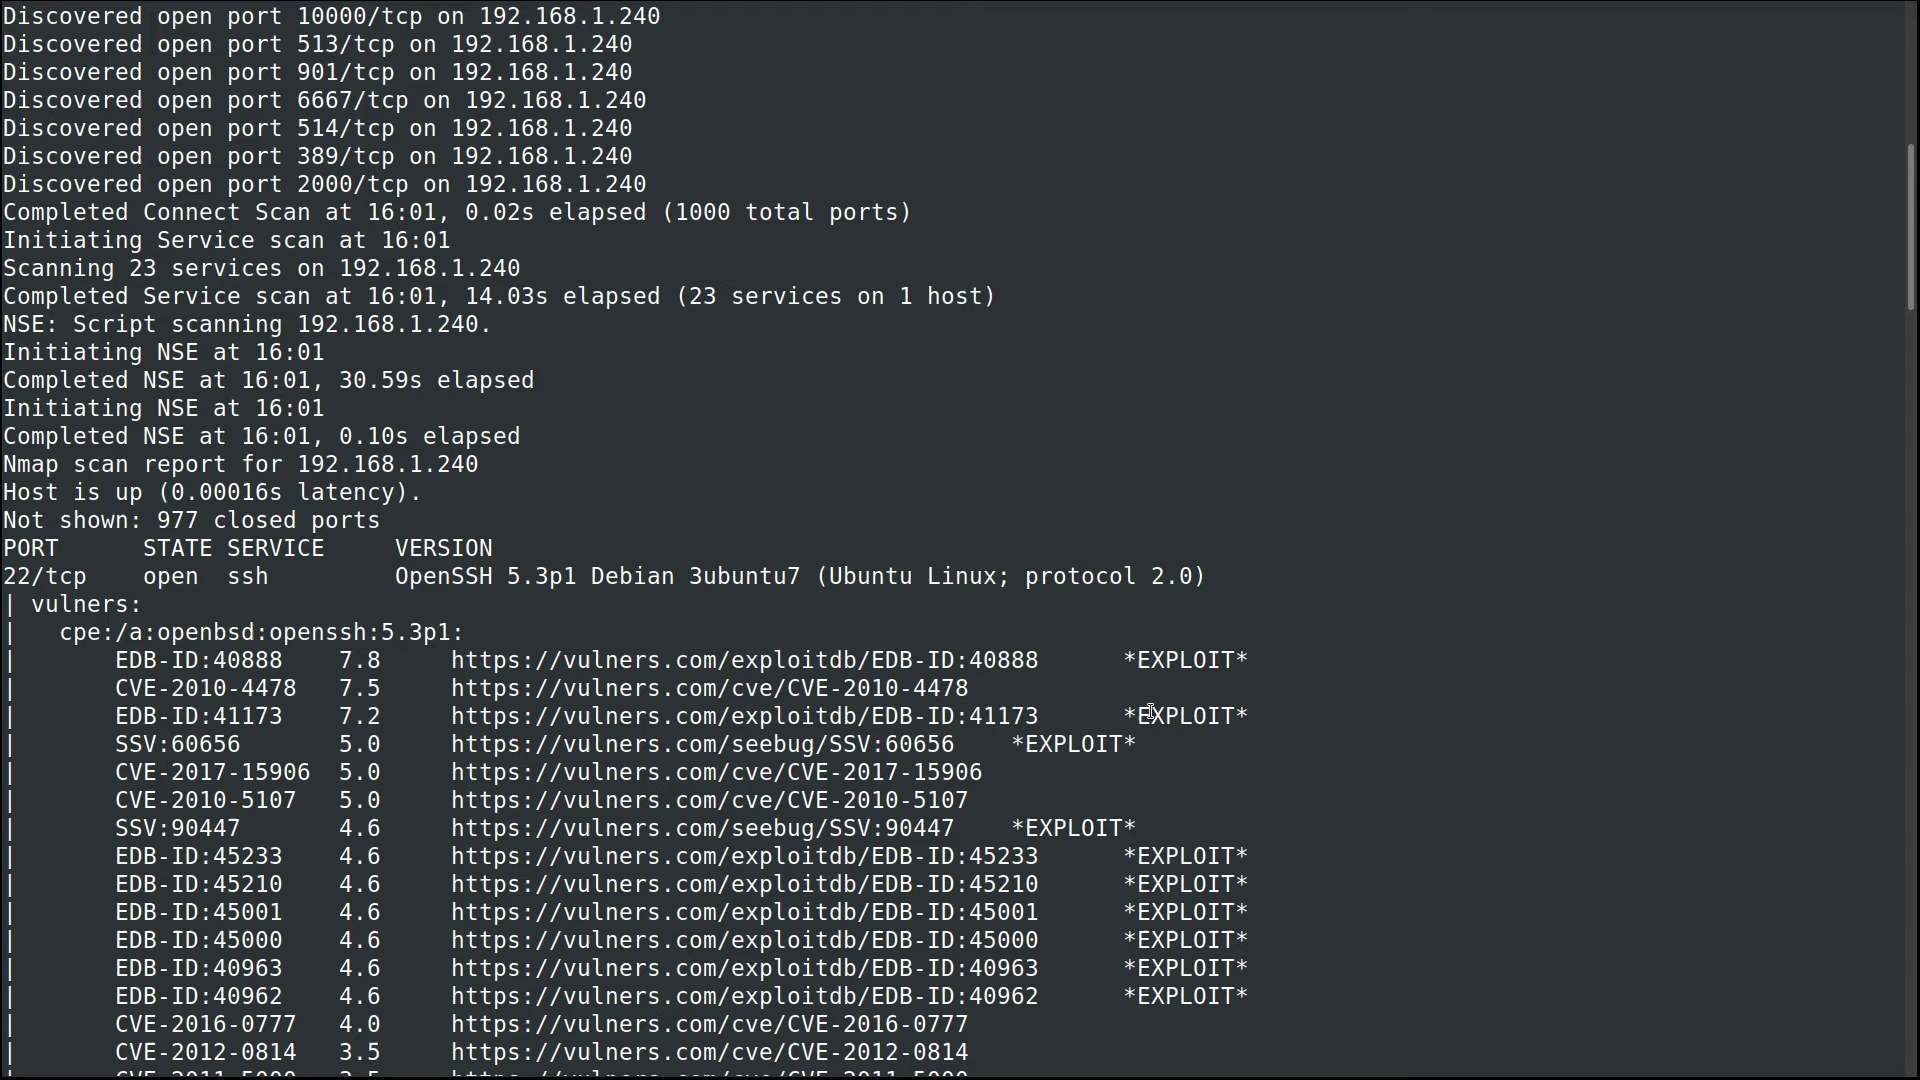 Discovered open port 10000/tcp on 192.168.1.240
Discovered open port 513/tcp on 192.168.1.240
Discovered open port 901/tcp on 192.168.1.240
Discovered open port 6667/tcp on 192.168.1.240
Discovered open port 514/tcp on 192.168.1.240
Discovered open port 389/tcp on 192.168.1.240
Discovered open port 2000/tcp on 192.168.1.240
Completed Connect Scan at 16:01, 0.02s elapsed (1000 total ports)
Initiating Service scan at 16:01
Scanning 23 services on 192.168.1.240
Completed Service scan at 16:01, 14.03s elapsed (23 services on 1 host)
NSE: Script scanning 192.168.1.240.
Initiating NSE at 16:01
Completed NSE at 16:01, 30.59s elapsed
Initiating NSE at 16:01
Completed NSE at 16:01, 0.10s elapsed
Nmap scan report for 192.168.1.240
Host is up (0.00016s latency).
Not shown: 977 closed ports
PORT      STATE SERVICE     VERSION
22/tcp    open  ssh         OpenSSH 5.3p1 Debian 3ubuntu7 (Ubuntu Linux; protocol 2.0)
| vulners:
|   cpe:/a:openbsd:openssh:5.3p1:
|       EDB-ID:40888    7.8     https://vulners.com/exploitdb/EDB-ID:40888      *EXPLOIT*
|       CVE-2010-4478   7.5     https://vulners.com/cve/CVE-2010-4478
|       EDB-ID:41173    7.2     https://vulners.com/exploitdb/EDB-ID:41173      *EXPLOIT*
|       SSV:60656       5.0     https://vulners.com/seebug/SSV:60656    *EXPLOIT*
|       CVE-2017-15906  5.0     https://vulners.com/cve/CVE-2017-15906
|       CVE-2010-5107   5.0     https://vulners.com/cve/CVE-2010-5107
|       SSV:90447       4.6     https://vulners.com/seebug/SSV:90447    *EXPLOIT*
|       EDB-ID:45233    4.6     https://vulners.com/exploitdb/EDB-ID:45233      *EXPLOIT*
|       EDB-ID:45210    4.6     https://vulners.com/exploitdb/EDB-ID:45210      *EXPLOIT*
|       EDB-ID:45001    4.6     https://vulners.com/exploitdb/EDB-ID:45001      *EXPLOIT*
|       EDB-ID:45000    4.6     https://vulners.com/exploitdb/EDB-ID:45000      *EXPLOIT*
|       EDB-ID:40963    4.6     https://vulners.com/exploitdb/EDB-ID:40963      *EXPLOIT*
|       EDB-ID:40962    4.6     https://vulners.com/exploitdb/EDB-ID:40962      *EXPLOIT*
|       CVE-2016-0777   4.0     https://vulners.com/cve/CVE-2016-0777
|       CVE-2012-0814   3.5     https://vulners.com/cve/CVE-2012-0814